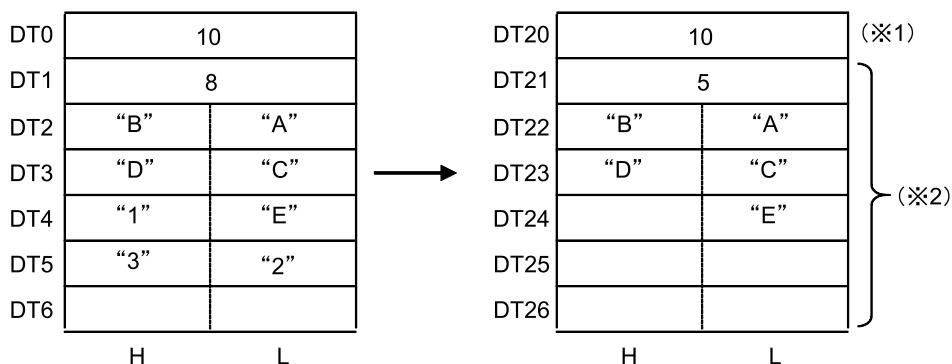 DT0 10 DT20 10 (※1)
DT1 8 DT21 5
DT2 “B” “A” DT22 “B” “A”
DT3 “D” “C” DT23 “D” “C”
(※2)
DT4 “1” “E” DT24 “E”
DT5 “3” “2” DT25
DT6 DT26
H L H L